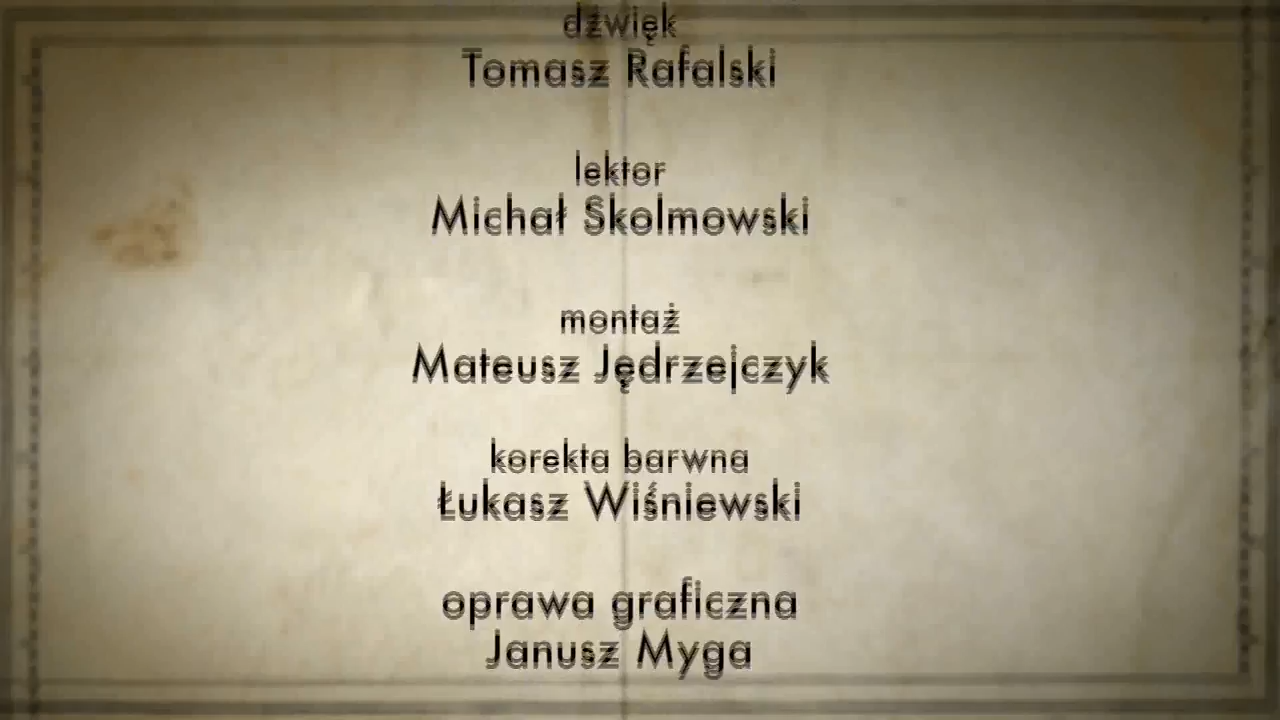 dźwięk
Tomasz Rafalski
lektor
Michał Skolmowski
montaż
Mateusz Jędrzejczyk
korekta barwna
Łukasz Wiśniewski
oprawa graficzna
Janusz Myga